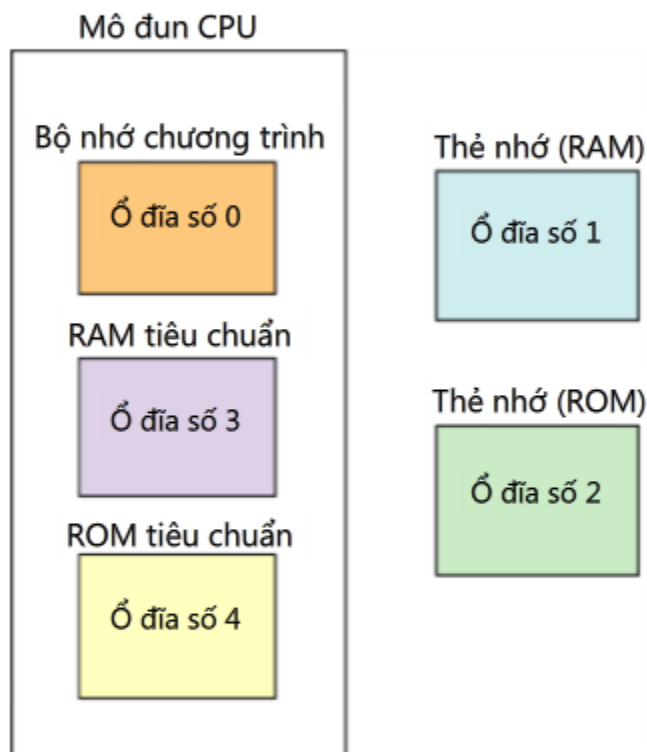 Mô đun CPU
Bộ nhớ chương trình
Ổ đĩa số 0
RAM tiêu chuẩn
Ổ đĩa số 3
ROM tiêu chuẩn
Ổ đĩa số 4
Thẻ nhớ (RAM)
Ổ đĩa số 1
Thẻ nhớ (ROM)
Ổ đĩa số 2